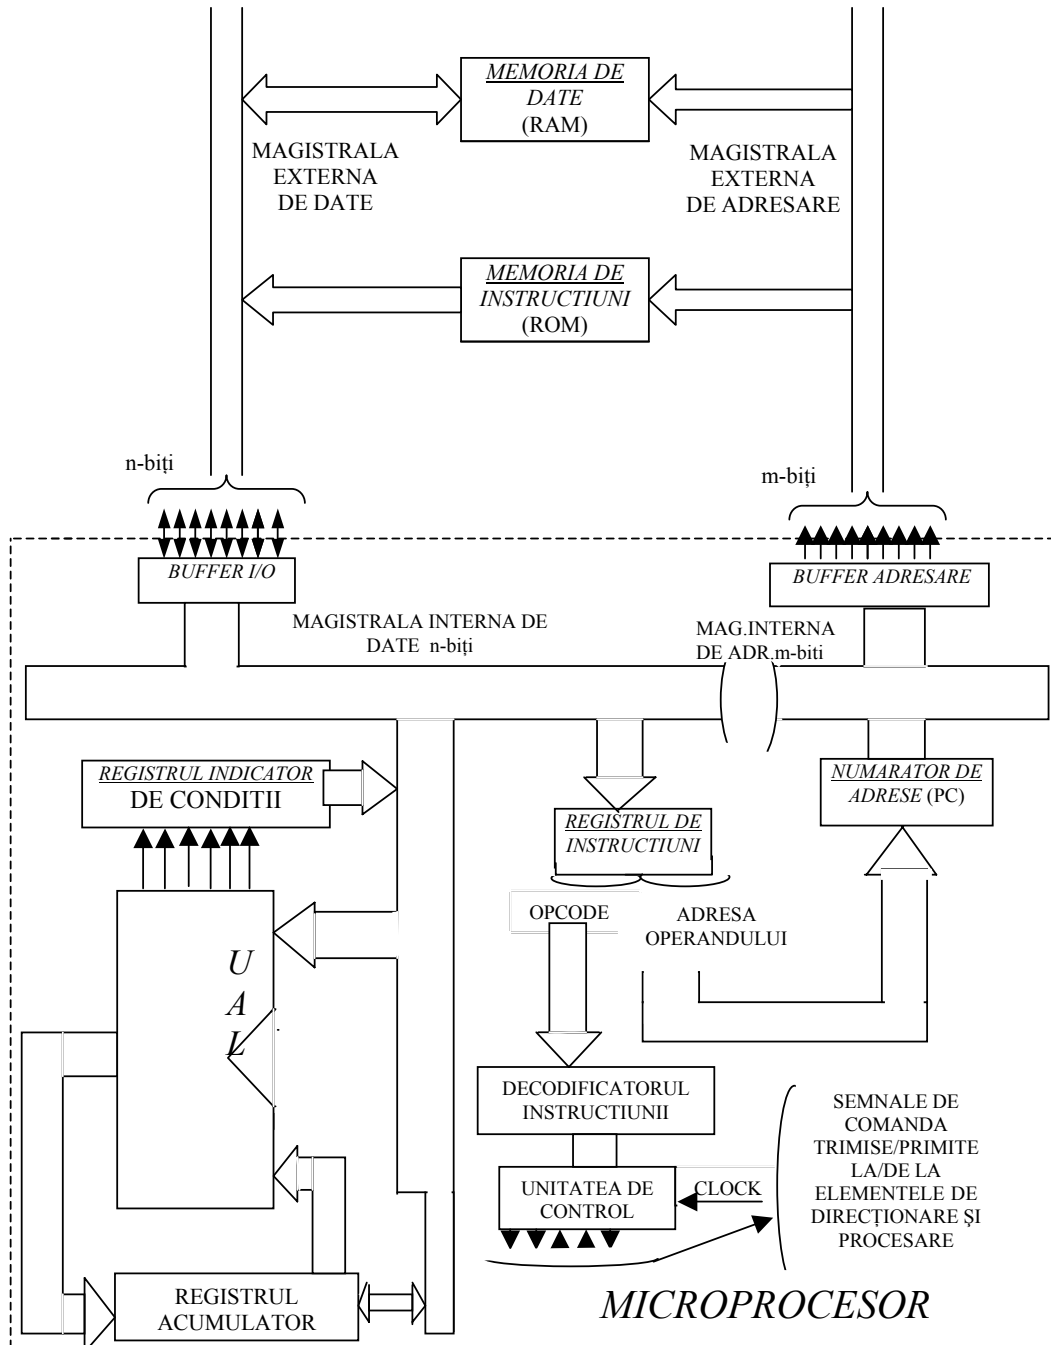 MEMORIA DE
DATE
(RAM)
MAGISTRALA
EXTERNA
DE DATE
MAGISTRALA
EXTERNA
DE ADRESARE
MEMORIA DE
INSTRUCTIUNI
(ROM)
n-biți
m-biți
BUFFER I/O
BUFFER ADRESARE
MAGISTRALA INTERNA DE
DATE n-biți
MAG.INTERNA
DE ADR.m-biti
REGISTRUL INDICATOR
DE CONDITII
NUMARATOR DE
ADRESE (PC)
REGISTRUL DE
INSTRUCTIUNI
OPCODE
ADRESA
OPERANDULUI
U
A
L
DECODIFICATORUL
INSTRUCTIUNII
UNITATEA DE
CONTROL
CLOCK
SEMNALE DE
COMANDA
TRIMISE/PRIMITE
LA/DE LA
ELEMENTELE DE
DIRECȚIONARE ŞI
PROCESARE
REGISTRUL
ACUMULATOR
MICROPROCESOR